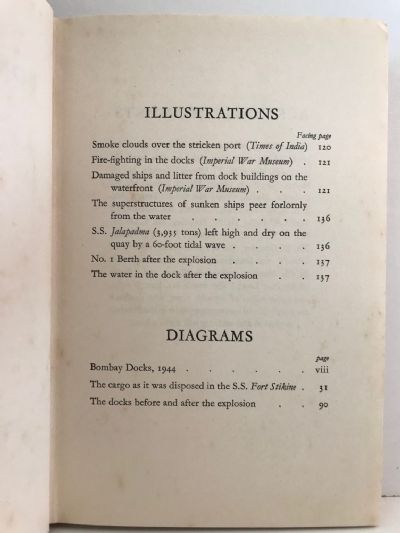 ILLUSTRATIONS
Facing page
Smoke clouds over the stricken port (Times of India) 120
Fire-fighting in the docks (Imperial War Museum) . 121
Damaged ships and litter from dock buildings on the
waterfront (Imperial War Museum) . . . 121
The superstructures of sunken ships peer forlornly
from the water . . . . . . 136
S.S. Jalapadma (3,935 tons) left high and dry on the
quay by a 60-foot tidal wave . . . . 136
No. 1 Berth after the explosion . . . . 137
The water in the dock after the explosion . . 137
DIAGRAMS
page
Bombay Docks, 1944 . . . . . . viii
The cargo as it was disposed in the S.S. Fort Stikine . 31
The docks before and after the explosion . . 90